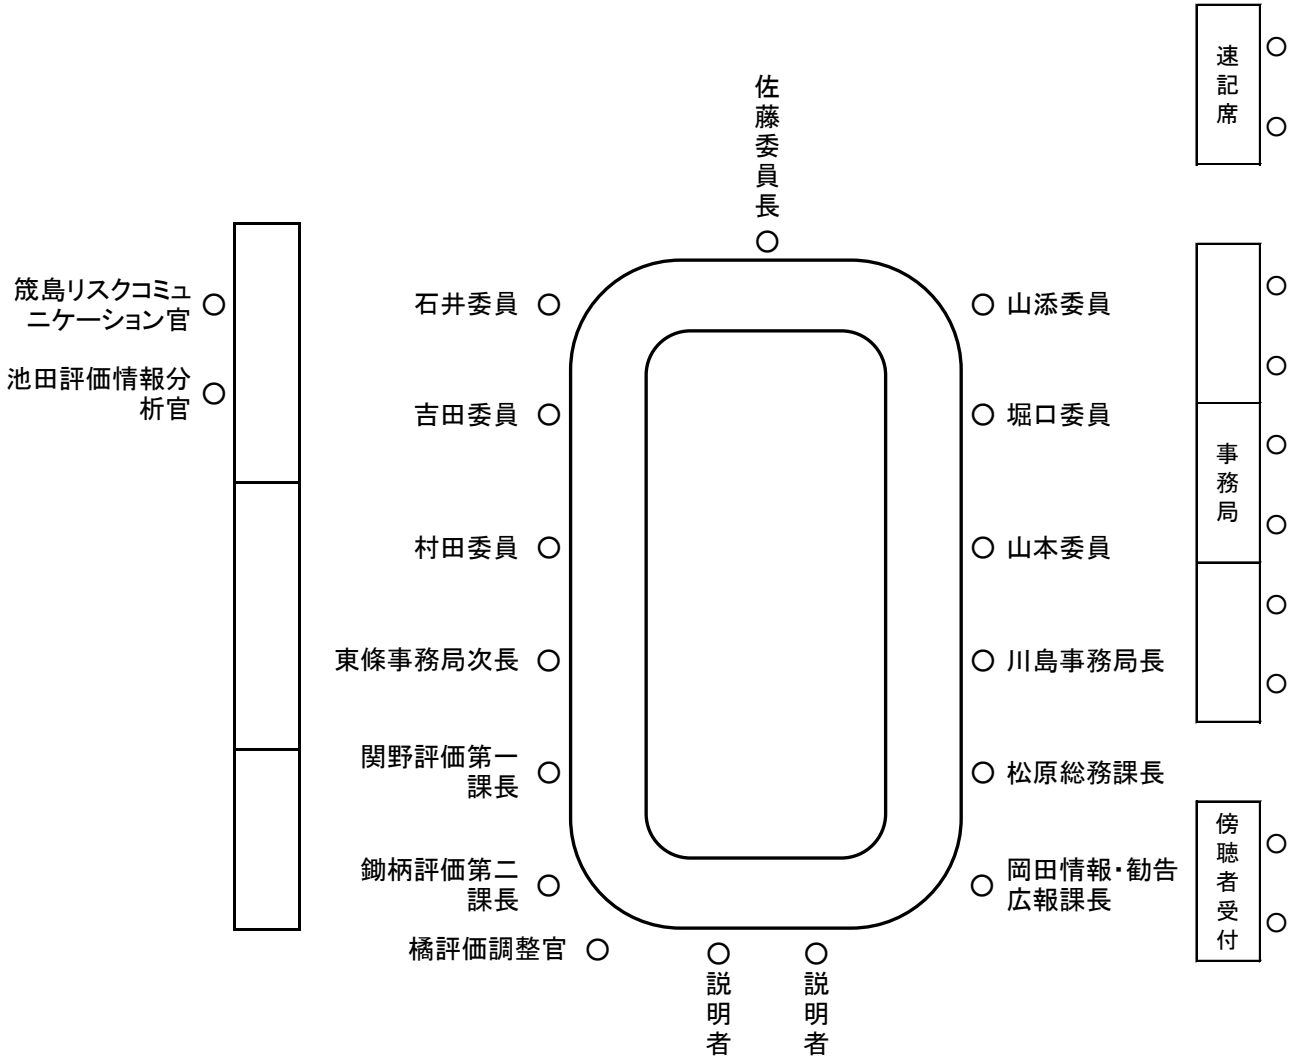 速記席
佐藤委員長
筬島リスクコミュ
ニケーション官
池田評価情報分
析官
石井委員
吉田委員
村田委員
東條事務局次長
関野評価第一
課長
鋤柄評価第二
課長
橘評価調整官
説明者
説明者
山添委員
堀口委員
山本委員
川島事務局長
松原総務課長
岡田情報・勧告
広報課長
事務局
傍聴者受付